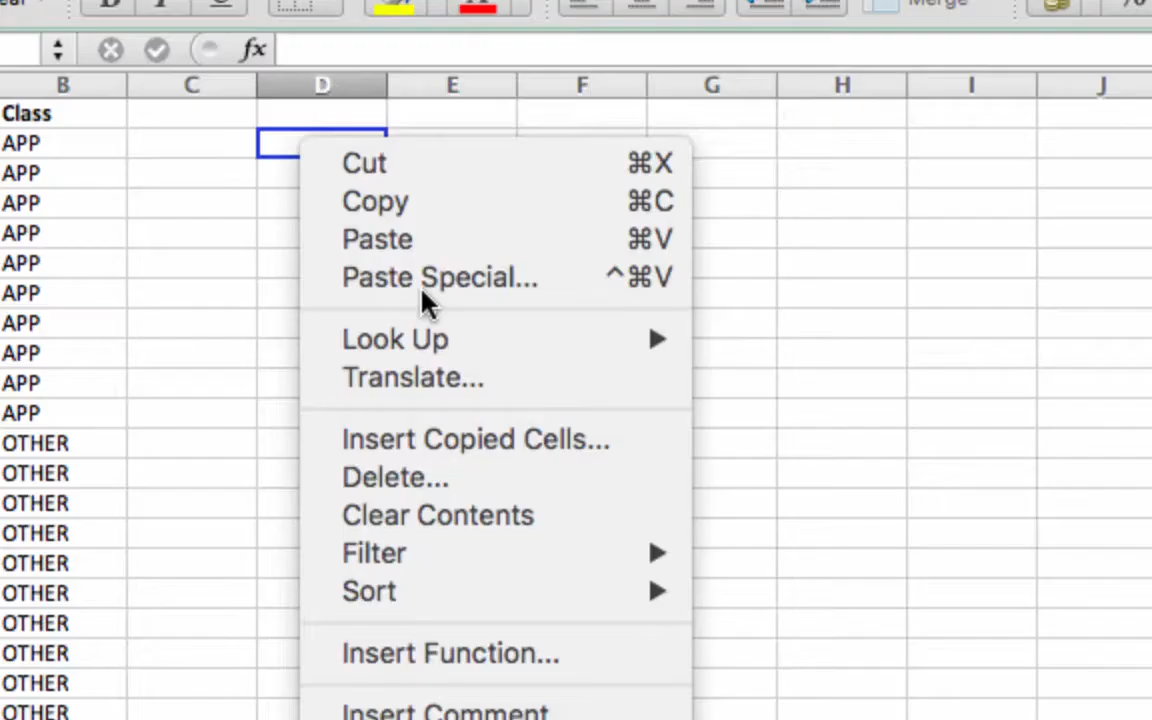 Merge
fx
B C D E F G H I J
Class
APP
APP
APP
APP
APP
APP
APP
APP
APP
APP
OTHER
OTHER
OTHER
OTHER
OTHER
OTHER
OTHER
OTHER
OTHER
OTHER
Cut ⌘X
Copy ⌘C
Paste ⌘V
Paste Special... ^⌘V
Look Up ▶
Translate...
Insert Copied Cells...
Delete...
Clear Contents
Filter ▶
Sort ▶
Insert Function...
Insert Comment